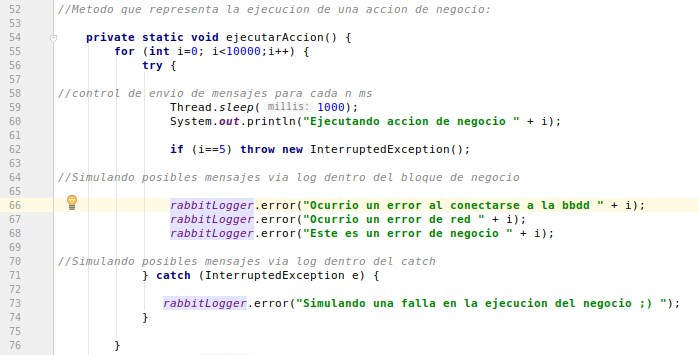 52 //Metodo que representa la ejecucion de una accion de negocio:
53
54 private static void ejecutarAccion() {
55 for (int i=0; i<10000;i++) {
56 try {
57
58 //control de envio de mensajes para cada n ms
59 Thread.sleep( millis: 1000);
60 System.out.println("Ejecutando accion de negocio " + i);
61
62 if (i==5) throw new InterruptedException();
63
64 //Simulando posibles mensajes via log dentro del bloque de negocio
65
66 rabbitLogger.error("Ocurrio un error al conectarse a la bbdd " + i);
67 rabbitLogger.error("Ocurrio un error de red " + i);
68 rabbitLogger.error("Este es un error de negocio " + i);
69
70 //Simulando posibles mensajes via log dentro del catch
71 } catch (InterruptedException e) {
72
73 rabbitLogger.error("Simulando una falla en la ejecucion del negocio ;) ");
74 }
75
76 }